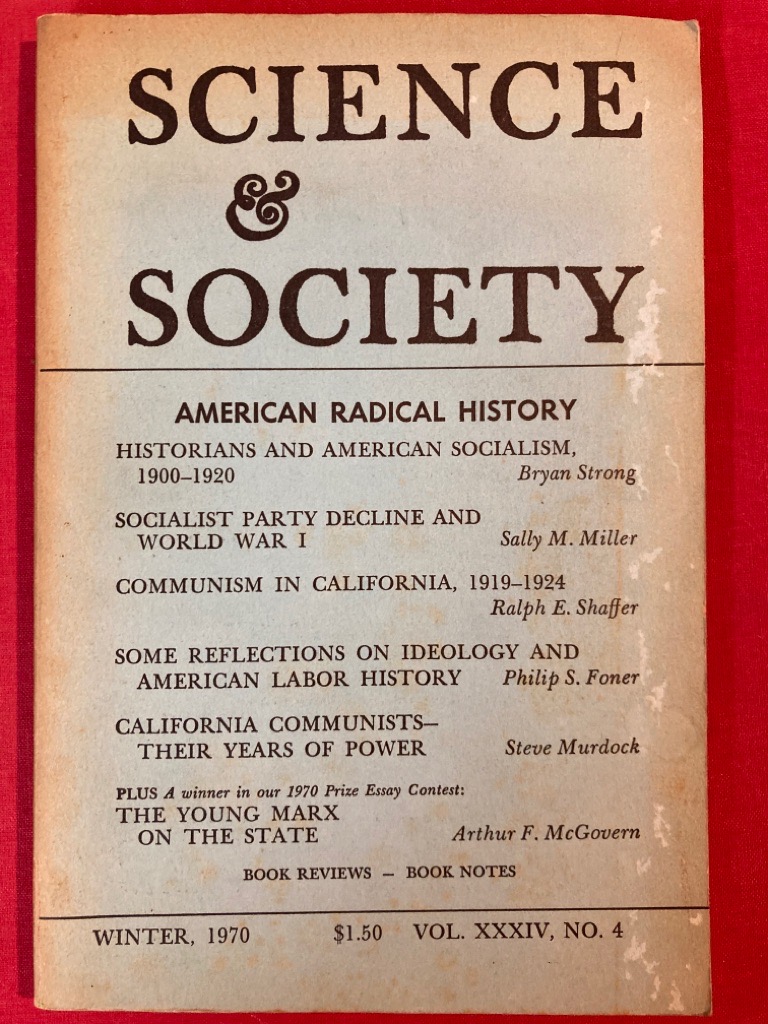 SCIENCE
&
SOCIETY
AMERICAN RADICAL HISTORY
HISTORIANS AND AMERICAN SOCIALISM,
1900–1920 Bryan Strong
SOCIALIST PARTY DECLINE AND
WORLD WAR I Sally M. Miller
COMMUNISM IN CALIFORNIA, 1919–1924
Ralph E. Shaffer
SOME REFLECTIONS ON IDEOLOGY AND
AMERICAN LABOR HISTORY Philip S. Foner
CALIFORNIA COMMUNISTS—
THEIR YEARS OF POWER Steve Murdock
PLUS A winner in our 1970 Prize Essay Contest:
THE YOUNG MARX
ON THE STATE Arthur F. McGovern
BOOK REVIEWS — BOOK NOTES
WINTER, 1970 $1.50 VOL. XXXIV, NO. 4